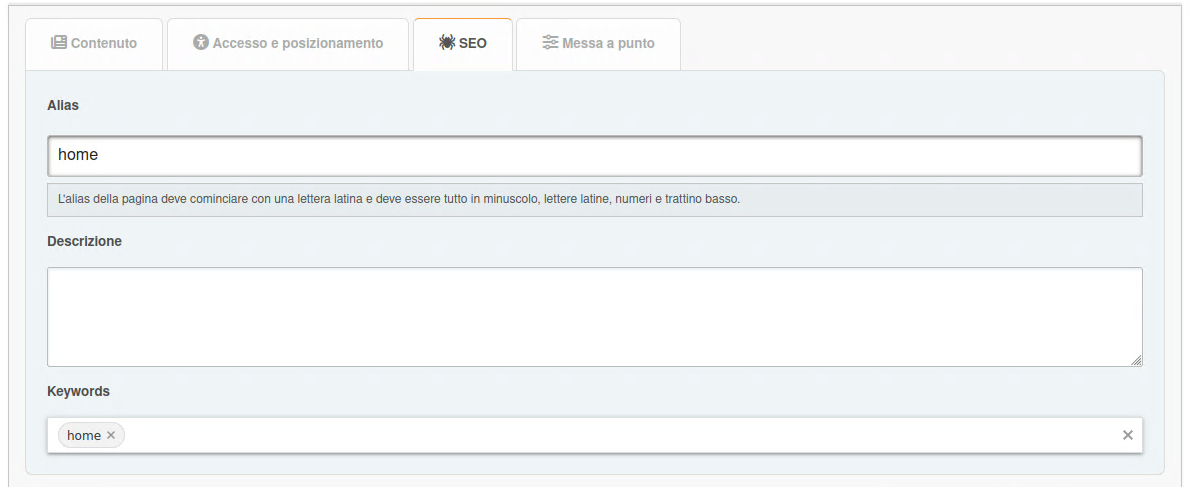 Contenuto
Accesso e posizionamento
SEO
Messa a punto
Alias
home
L'alias della pagina deve cominciare con una lettera latina e deve essere tutto in minuscolo, lettere latine, numeri e trattino basso.
Descrizione
Keywords
home ×
×